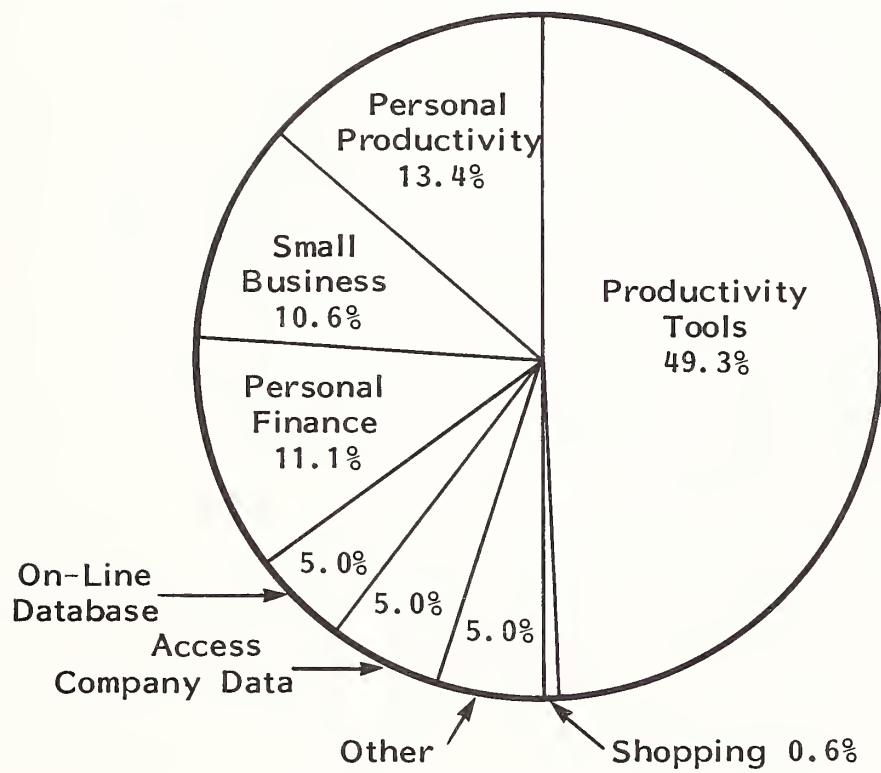 Personal
Productivity
13.4%
Small
Business
10.6%
Productivity
Tools
49.3%
Personal
Finance
11.1%
5.0%
On-Line
Database
5.0%
5.0%
Access
Company Data
Other
Shopping 0.6%